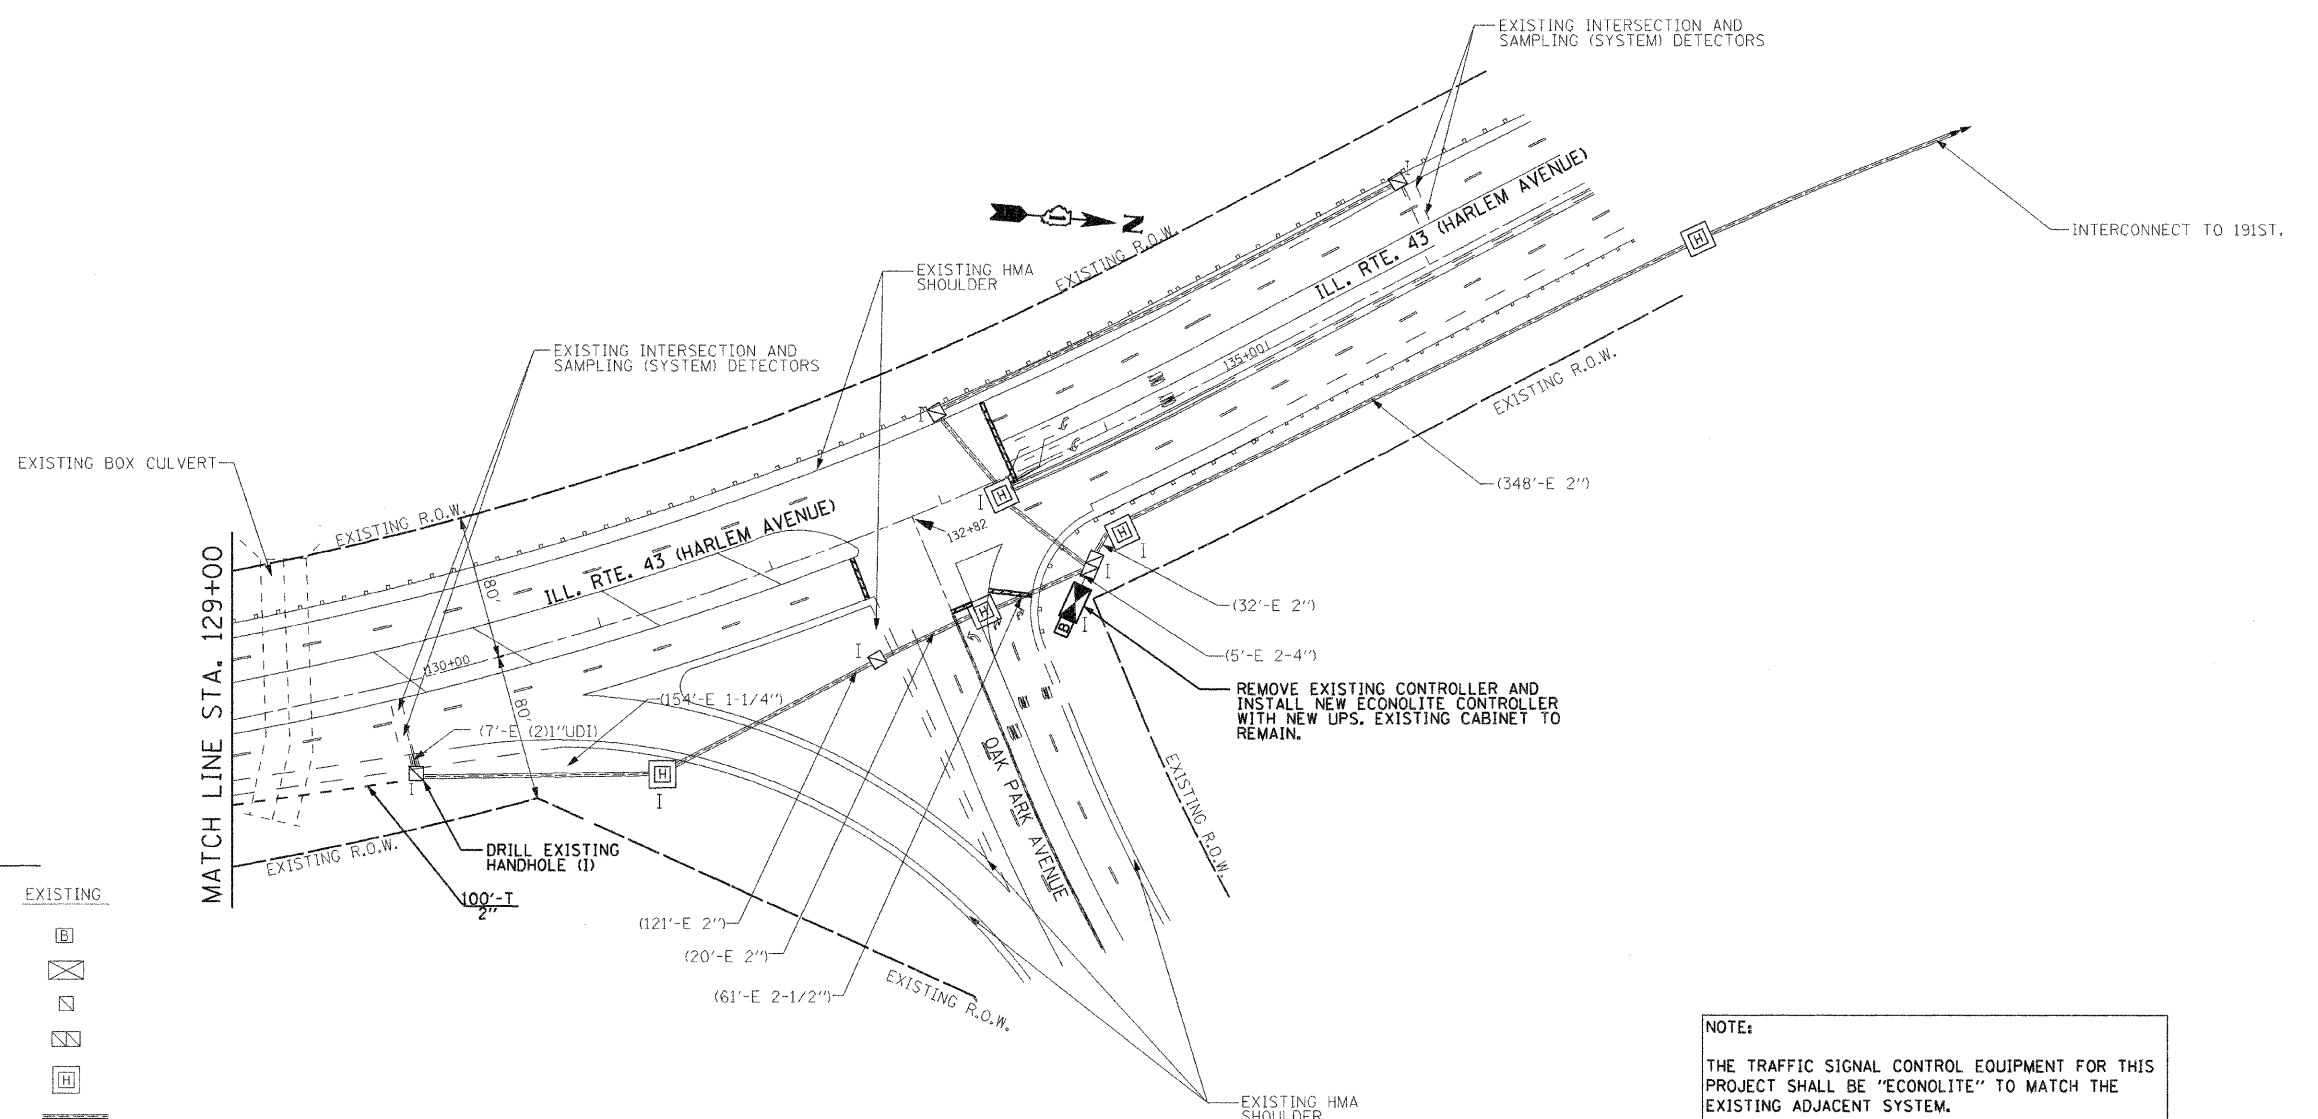 EXISTING INTERSECTION AND
SAMPLING (SYSTEM) DETECTORS
ILL. RTE. 43 (HARLEM AVENUE)
INTERCONNECT TO 191ST.
N
EXISTING R.O.W.
EXISTING HMA
SHOULDER
EXISTING INTERSECTION AND
SAMPLING (SYSTEM) DETECTORS
135+00
EXISTING R.O.W.
EXISTING BOX CULVERT
(348'-E 2")
EXISTING R.O.W.
ILL. RTE. 43 (HARLEM AVENUE)
132+82
MATCH LINE STA. 129+00
80'
(32'-E 2")
130+00
(5'-E 2-4")
80'
(154'-E 1-1/4")
REMOVE EXISTING CONTROLLER AND
INSTALL NEW ECONOLITE CONTROLLER
WITH NEW UPS. EXISTING CABINET TO
REMAIN.
(7'-E (2)1"UDI)
OAK PARK AVENUE
EXISTING R.O.W.
DRILL EXISTING
HANDHOLE (I)
EXISTING R.O.W.
100'-T
2"
EXISTING
B
H
(121'-E 2")
(20'-E 2")
(61'-E 2-1/2")
EXISTING R.O.W.
H
H
H
H
H
B
I
I
I
I
I
I
I
I
I
EXISTING HMA
SHOULDER
NOTE:
THE TRAFFIC SIGNAL CONTROL EQUIPMENT FOR THIS
PROJECT SHALL BE "ECONOLITE" TO MATCH THE
EXISTING ADJACENT SYSTEM.